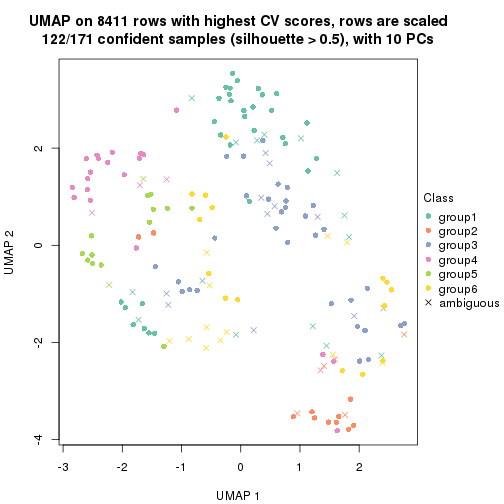 UMAP on 8411 rows with highest CV scores, rows are scaled
122/171 confident samples (silhouette > 0.5), with 10 PCs
Class
group1
group2
group3
group4
group5
group6
ambiguous
UMAP 2
2
0
-2
-4
-3
-2
-1
0
1
2
UMAP 1